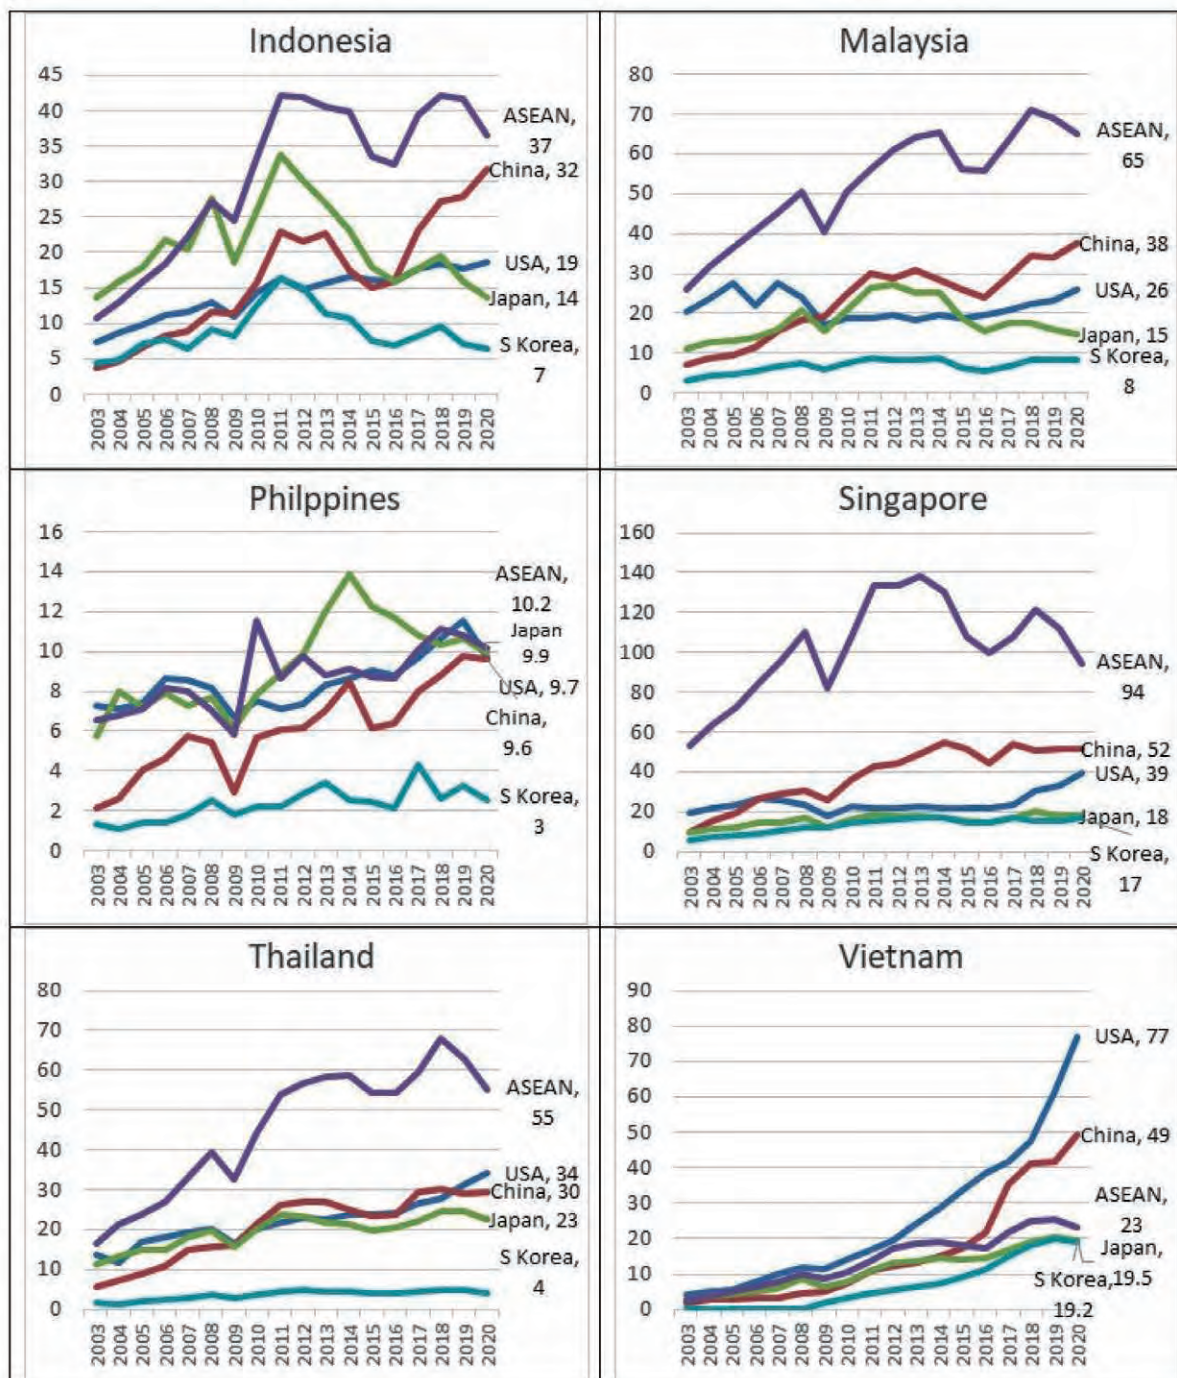 Indonesia
45
40
35
30
25
20
15
10
5
0
ASEAN,
37
China, 32
USA, 19
Japan, 14
S Korea,
7
2003 2004 2005 2006 2007 2008 2009 2010 2011 2012 2013 2014 2015 2016 2017 2018 2019 2020
Malaysia
80
70
60
50
40
30
20
10
0
ASEAN,
65
China, 38
USA, 26
Japan, 15
S Korea,
8
2003 2004 2005 2006 2007 2008 2009 2010 2011 2012 2013 2014 2015 2016 2017 2018 2019 2020
Philppines
16
14
12
10
8
6
4
2
0
ASEAN,
10.2
Japan
9.9
USA, 9.7
China,
9.6
S Korea,
3
2003 2004 2005 2006 2007 2008 2009 2010 2011 2012 2013 2014 2015 2016 2017 2018 2019 2020
Singapore
160
140
120
100
80
60
40
20
0
ASEAN,
94
China, 52
USA, 39
Japan, 18
S Korea,
17
2003 2004 2005 2006 2007 2008 2009 2010 2011 2012 2013 2014 2015 2016 2017 2018 2019 2020
Thailand
80
70
60
50
40
30
20
10
0
ASEAN,
55
USA, 34
China, 30
Japan, 23
S Korea,
4
2003 2004 2005 2006 2007 2008 2009 2010 2011 2012 2013 2014 2015 2016 2017 2018 2019 2020
Vietnam
90
80
70
60
50
40
30
20
10
0
USA, 77
China, 49
ASEAN,
23
Japan,
19.5
S Korea,
19.2
2003 2004 2005 2006 2007 2008 2009 2010 2011 2012 2013 2014 2015 2016 2017 2018 2019 2020